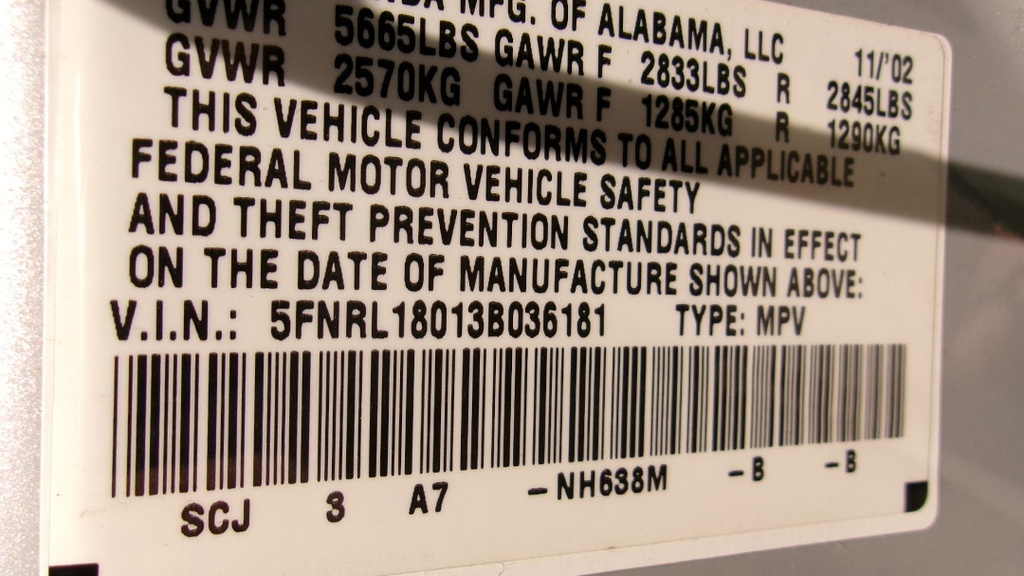 MFG. OF ALABAMA, LLC 11/'02
GVWR 5665LBS GAWR F 2833LBS R 2845LBS
GVWR 2570KG GAWR F 1285KG R 1290KG
THIS VEHICLE CONFORMS TO ALL APPLICABLE
FEDERAL MOTOR VEHICLE SAFETY
AND THEFT PREVENTION STANDARDS IN EFFECT
ON THE DATE OF MANUFACTURE SHOWN ABOVE:
V.I.N.: 5FNRL18013B036181 TYPE: MPV
SCJ 3 A7 -NH638M -B -B